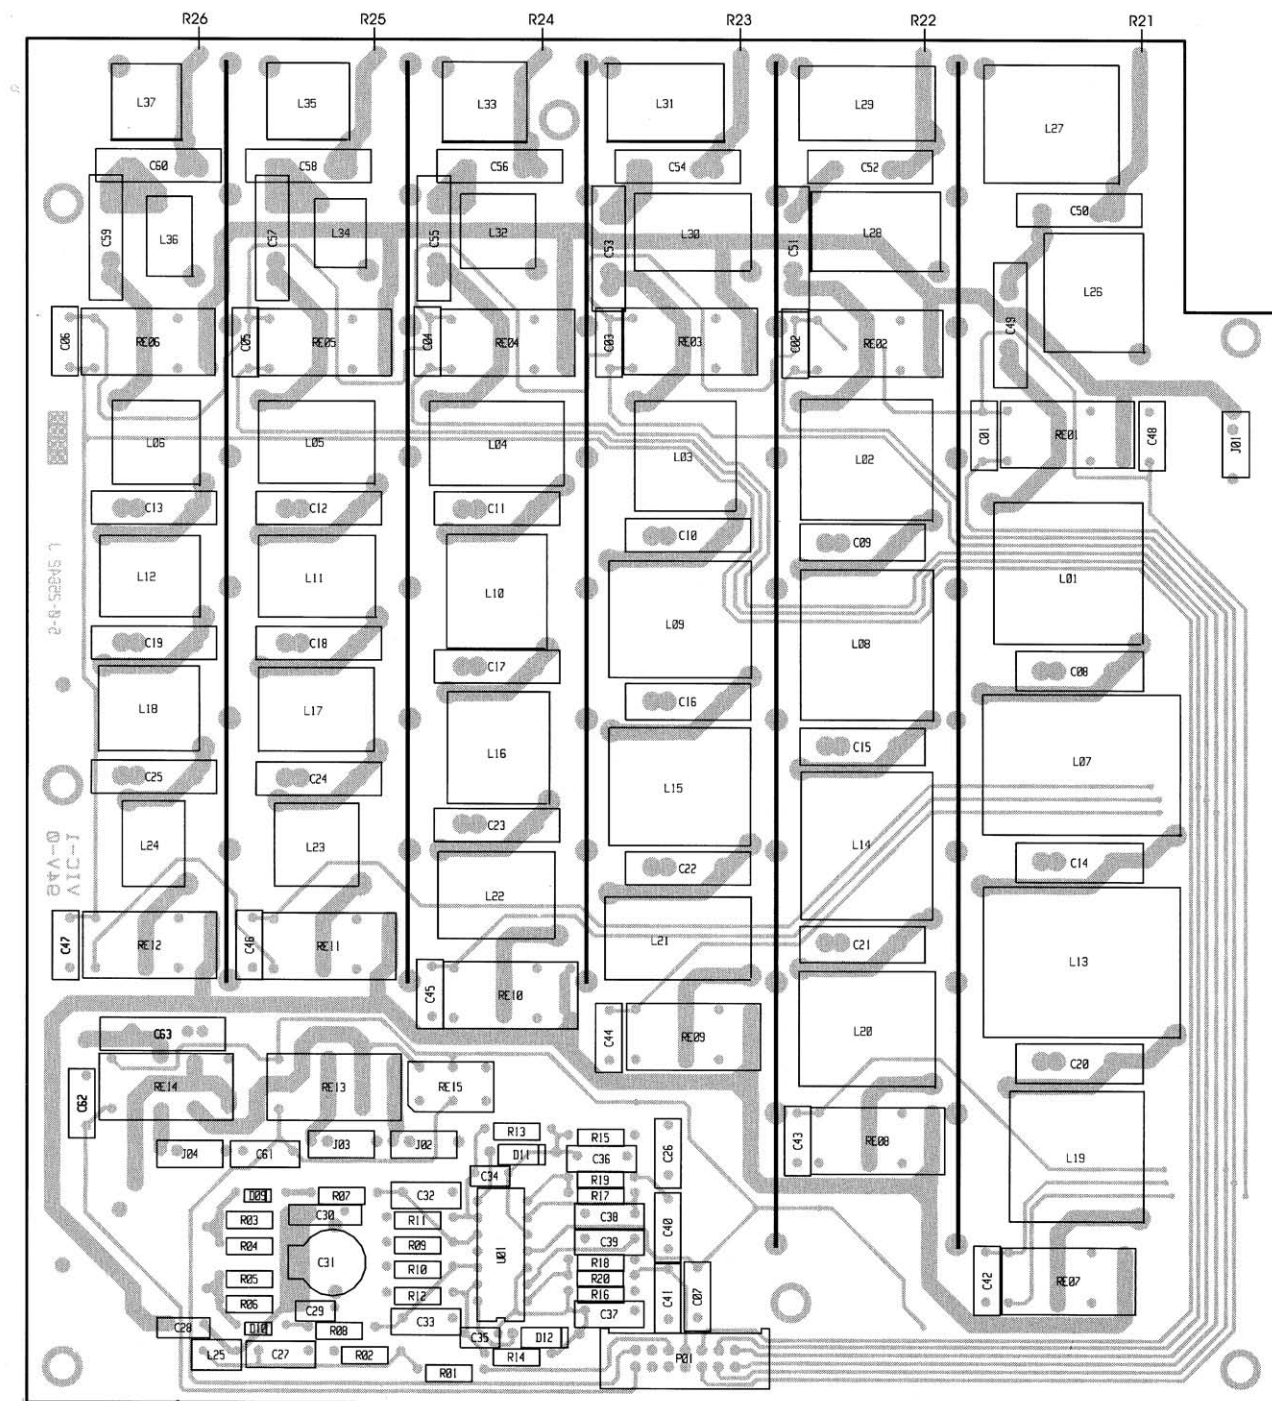 R26 R25 R24 R23 R22 R21
L37 L35 L33 L31 L29 L27
C60 C58 C56 C54 C52 C50
C59 L36 C57 L34 C55 L32 C53 L30 C51 L28 C49 L26
C06 RE06 C05 RE05 C04 RE04 C03 RE03 C02 RE02
L06 L05 L04 L03 L02 C01 RE01 C48 J01
C13 C12 C11 C10 C09
L12 L11 L10 L09 L08 L01
C19 C18 C17 C16 C08
L18 L17 L16 L15 C15 L07
C25 C24 C23 C22 L14 C14
94V-0
VIC-1
L24 L23 L22 L21 C21 L13
C47 RE12 C46 RE11 C45 RE10 C44 RE09 L20 C20
C63
C62 RE14 RE13 RE15 C43 RE08 L19
J04 C61 J03 J02 R13 D11 R15 C36 C26
C34 R19
D09 R07 C32 R17
R03 C30 R11 C38 C40
R04 C31 R09 U01 C39
R05 R10 R18 R20 C41 C07 C42 RE07
R06 C29 R12 R16
C28 D10 R08 C33 C35 D12 C37
L25 C27 R02 R14 P01
R01